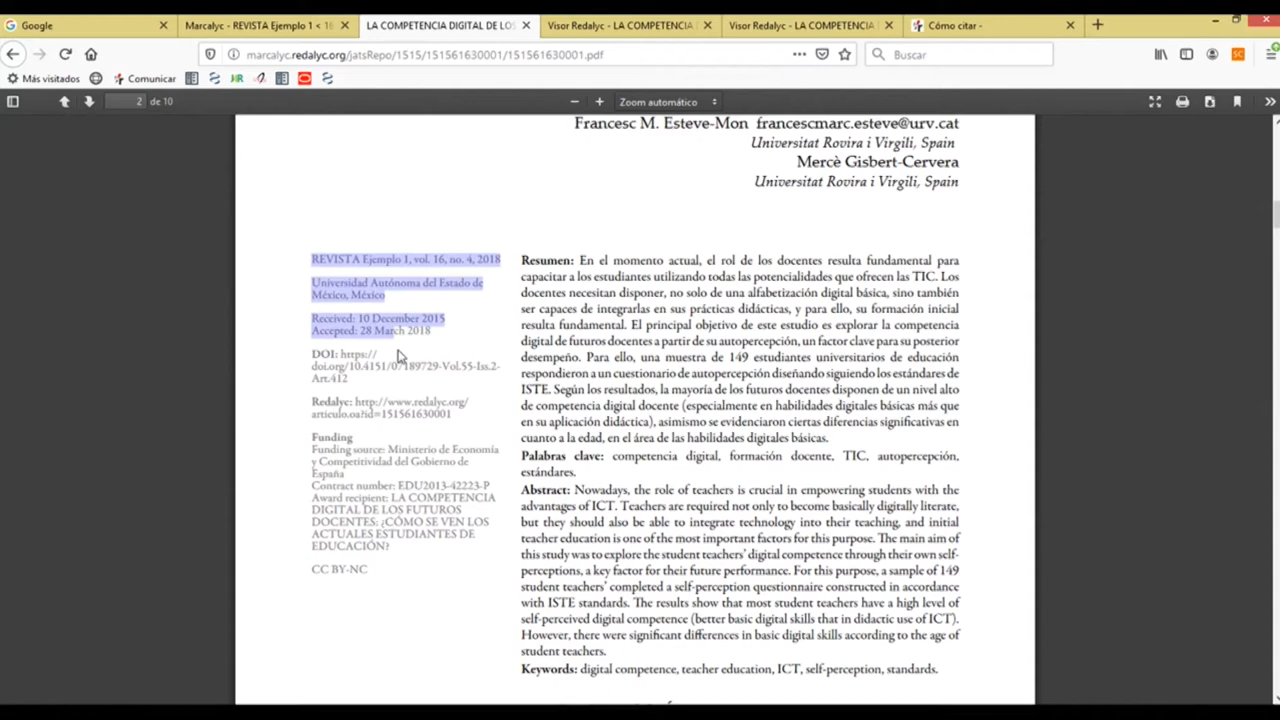 Google
Marcalyc - REVISTA Ejemplo 1 < 1
LA COMPETENCIA DIGITAL DE LO
Visor Redalyc - LA COMPETENCIA
Visor Redalyc - LA COMPETENCIA
Cómo citar -
marcalyc.redalyc.org/jatsRepo/1515/151561630001/151561630001.pdf
Buscar
SC
Más visitados
Comunicar
2 de 10
Zoom automático
Francesc M. Esteve-Mon francescmarc.esteve@urv.cat
Universitat Rovira i Virgili, Spain
Mercè Gisbert-Cervera
Universitat Rovira i Virgili, Spain
REVISTA Ejemplo 1, vol. 16, no. 4, 2018
Universidad Autónoma del Estado de
México, México
Received: 10 December 2015
Accepted: 28 March 2018
DOI: https://
doi.org/10.4151/07189729-Vol.55-Iss.2-
Art.412
Redalyc: http://www.redalyc.org/
articulo.oa?id=151561630001
Funding
Funding source: Ministerio de Economía
y Competitividad del Gobierno de
España
Contract number: EDU2013-42223-P
Award recipient: LA COMPETENCIA
DIGITAL DE LOS FUTUROS
DOCENTES: ¿CÓMO SE VEN LOS
ACTUALES ESTUDIANTES DE
EDUCACIÓN?
CC BY-NC
Resumen: En el momento actual, el rol de los docentes resulta fundamental para
capacitar a los estudiantes utilizando todas las potencialidades que ofrecen las TIC. Los
docentes necesitan disponer, no solo de una alfabetización digital básica, sino también
ser capaces de integrarlas en sus prácticas didácticas, y para ello, su formación inicial
resulta fundamental. El principal objetivo de este estudio es explorar la competencia
digital de futuros docentes a partir de su autopercepción, un factor clave para su posterior
desempeño. Para ello, una muestra de 149 estudiantes universitarios de educación
respondieron a un cuestionario de autopercepción diseñando siguiendo los estándares de
ISTE. Según los resultados, la mayoría de los futuros docentes disponen de un nivel alto
de competencia digital docente (especialmente en habilidades digitales básicas más que
en su aplicación didáctica), asimismo se evidenciaron ciertas diferencias significativas en
cuanto a la edad, en el área de las habilidades digitales básicas.
Palabras clave: competencia digital, formación docente, TIC, autopercepción,
estándares.
Abstract: Nowadays, the role of teachers is crucial in empowering students with the
advantages of ICT. Teachers are required not only to become basically digitally literate,
but they should also be able to integrate technology into their teaching, and initial
teacher education is one of the most important factors for this purpose. The main aim of
this study was to explore the student teachers' digital competence through their own self-
perceptions, a key factor for their future performance. For this purpose, a sample of 149
student teachers' completed a self-perception questionnaire constructed in accordance
with ISTE standards. The results show that most student teachers have a high level of
self-perceived digital competence (better basic digital skills that in didactic use of ICT).
However, there were significant differences in basic digital skills according to the age of
student teachers.
Keywords: digital competence, teacher education, ICT, self-perception, standards.